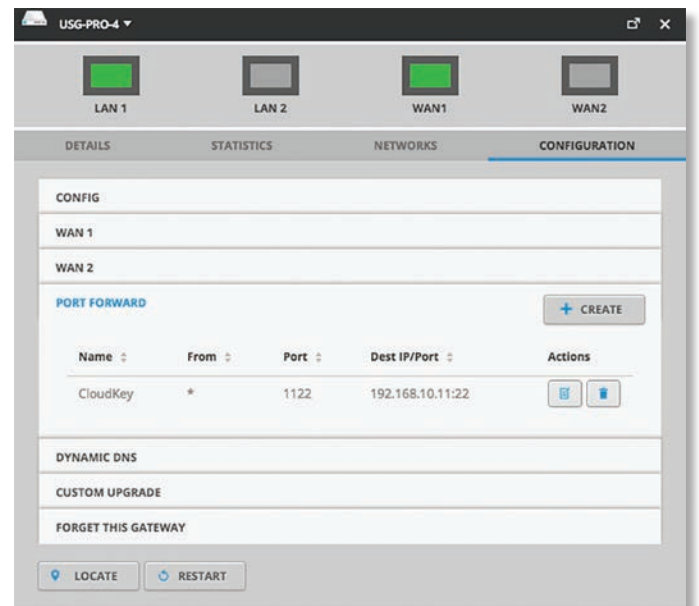 USG-PRO-4
LAN 1 LAN 2 WAN1 WAN2
DETAILS STATISTICS NETWORKS CONFIGURATION
CONFIG
WAN 1
WAN 2
PORT FORWARD + CREATE
Name From Port Dest IP/Port Actions
CloudKey * 1122 192.168.10.11:22
DYNAMIC DNS
CUSTOM UPGRADE
FORGET THIS GATEWAY
LOCATE RESTART